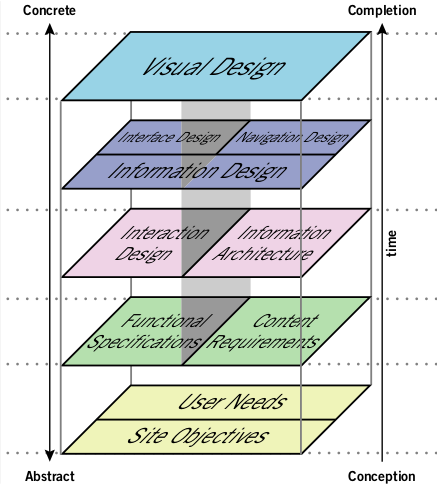 Concrete
Completion
Visual Design
Interface Design
Navigation Design
Information Design
Interaction
Design
Information
Architecture
time
Functional
Specifications
Content
Requirements
User Needs
Site Objectives
Abstract
Conception